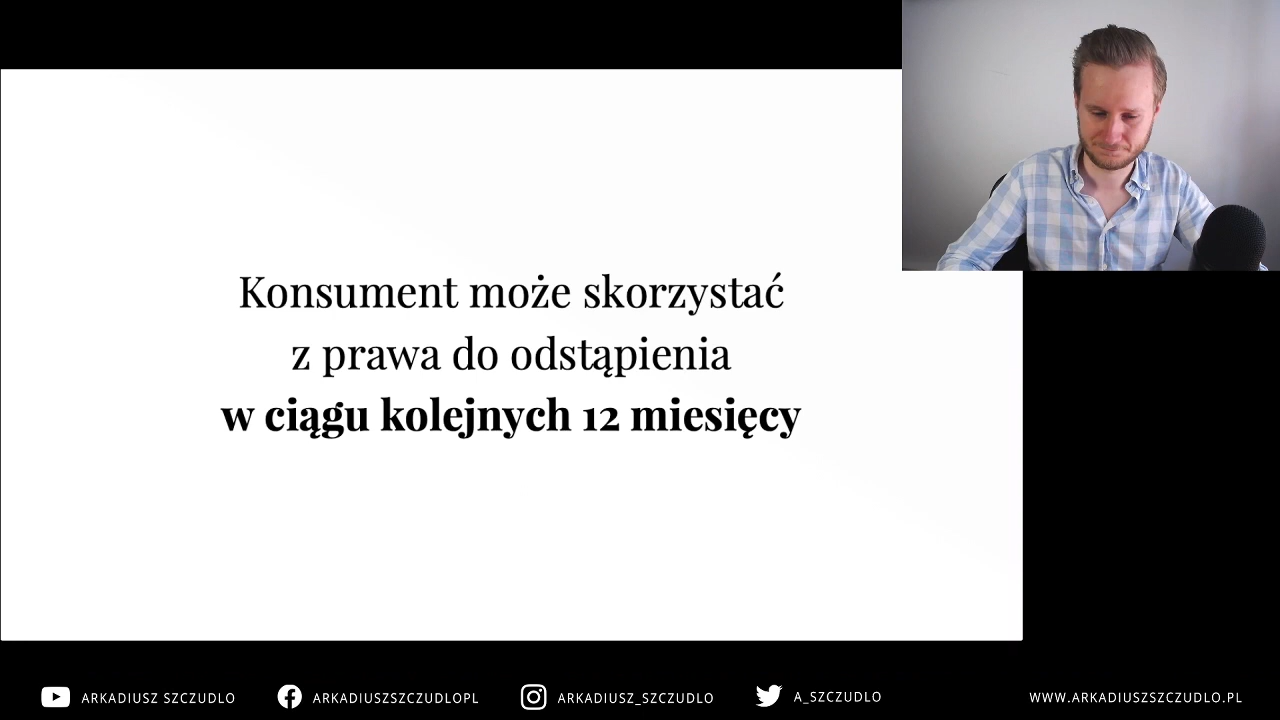 Konsument może skorzystać
z prawa do odstąpienia
w ciągu kolejnych 12 miesięcy
ARKADIUSZ SZCZUDLO
ARKADIUSZSZCZUDLOPL
ARKADIUSZ_SZCZUDLO
A_SZCZUDLO
WWW.ARKADIUSZSZCZUDLO.PL